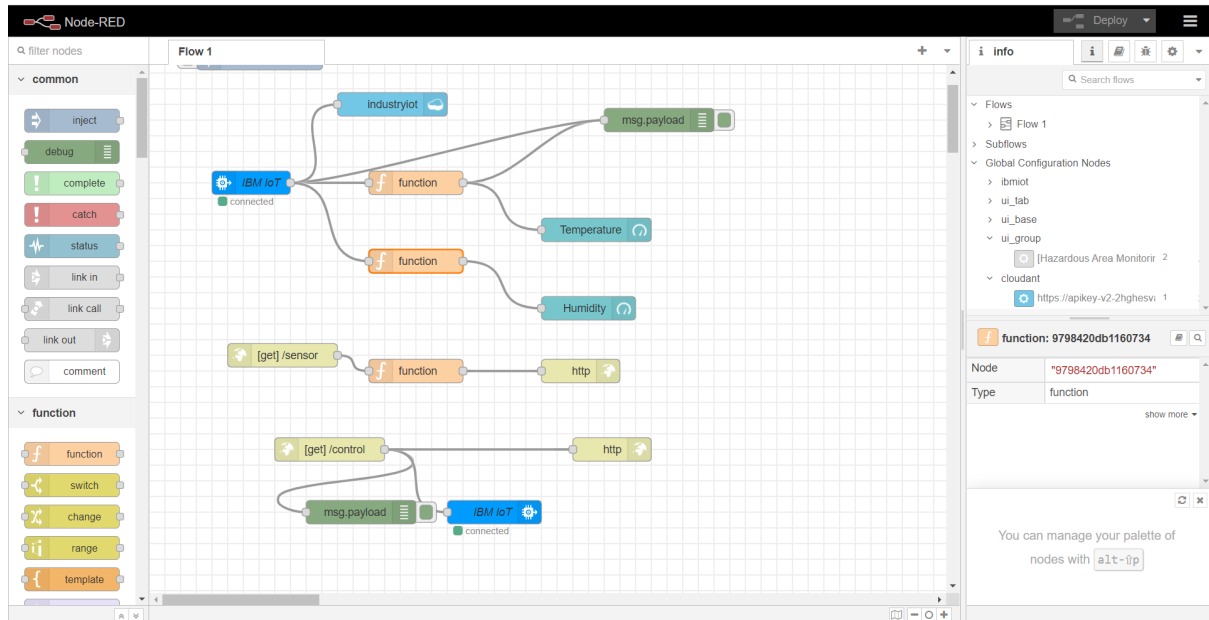 Node-RED
Deploy
filter nodes
Flow 1
i info
i
Search flows
common
inject
debug
complete
catch
status
link in
link call
link out
comment
function
function
switch
change
range
template
industryiot
msg.payload
IBM IoT
connected
function
Temperature
function
Humidity
[get] /sensor
function
http
[get] /control
http
msg.payload
IBM IoT
connected
Flows
Flow 1
Subflows
Global Configuration Nodes
ibmiot
ui_tab
ui_base
ui_group
[Hazardous Area Monitorir 2
cloudant
https://apikey-v2-2hghesv 1
function: 9798420db1160734
Node "9798420db1160734"
Type function
show more
You can manage your palette of
nodes with alt-⇧p